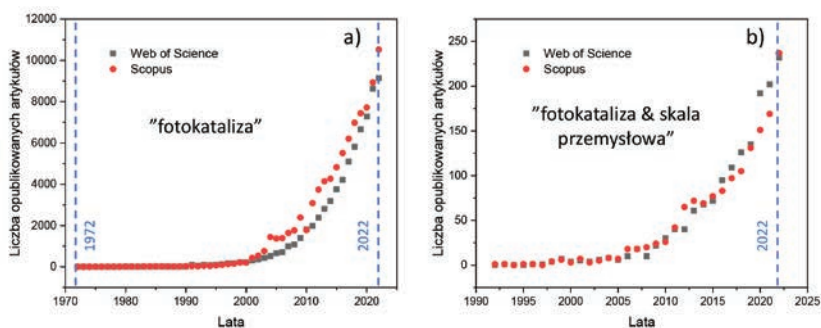 a)
Web of Science
Scopus
"fotokataliza"
Liczba opublikowanych artykułów
12000
10000
8000
6000
4000
2000
0
1972
2022
1970
1980
1990
2000
2010
2020
Lata
b)
Web of Science
Scopus
"fotokataliza & skala
przemysłowa"
Liczba opublikowanych artykułów
250
200
150
100
50
0
2022
1990
1995
2000
2005
2010
2015
2020
2025
Lata